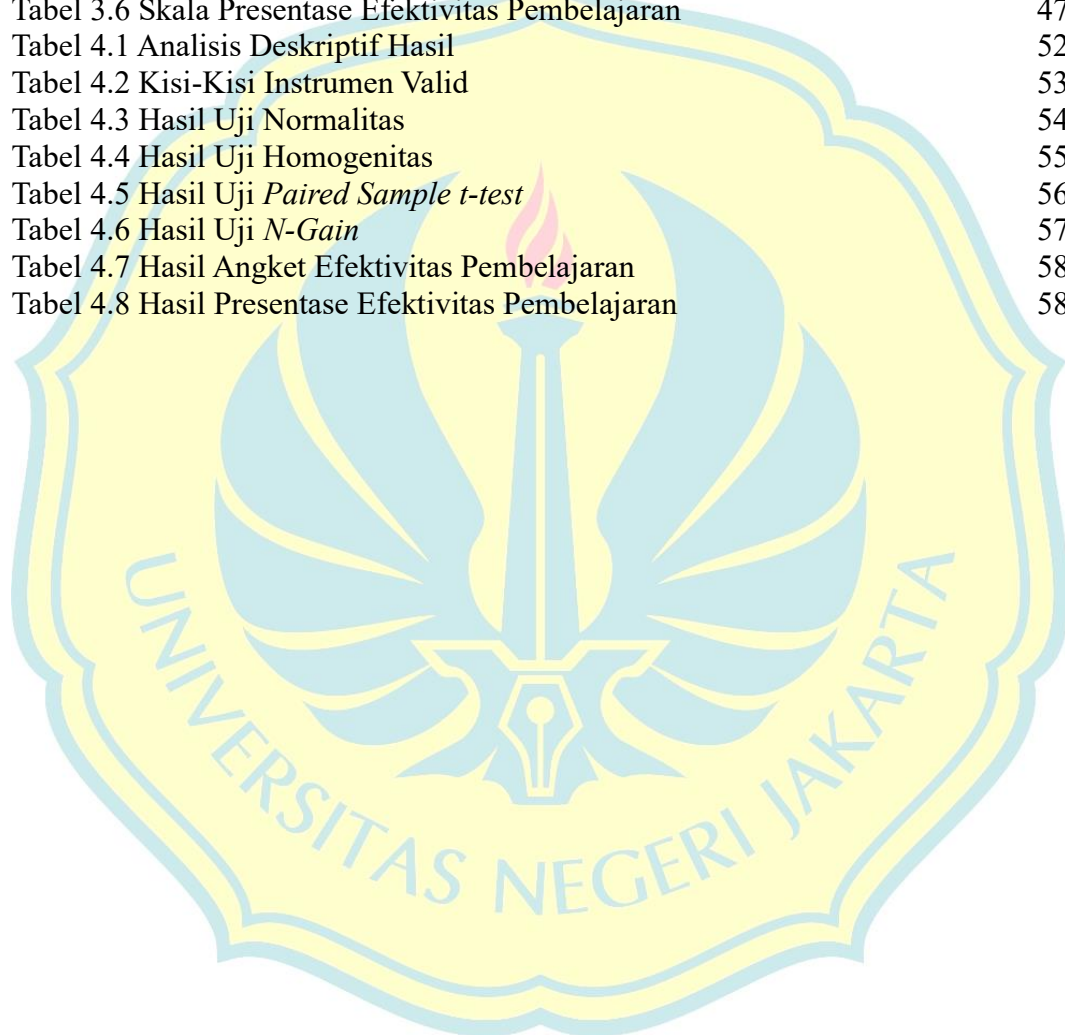 Tabel 3.6 Skala Presentase Efektivitas Pembelajaran 47
Tabel 4.1 Analisis Deskriptif Hasil 52
Tabel 4.2 Kisi-Kisi Instrumen Valid 53
Tabel 4.3 Hasil Uji Normalitas 54
Tabel 4.4 Hasil Uji Homogenitas 55
Tabel 4.5 Hasil Uji Paired Sample t-test 56
Tabel 4.6 Hasil Uji N-Gain 57
Tabel 4.7 Hasil Angket Efektivitas Pembelajaran 58
Tabel 4.8 Hasil Presentase Efektivitas Pembelajaran 58
UNIVERSITAS NEGERI JAKARTA